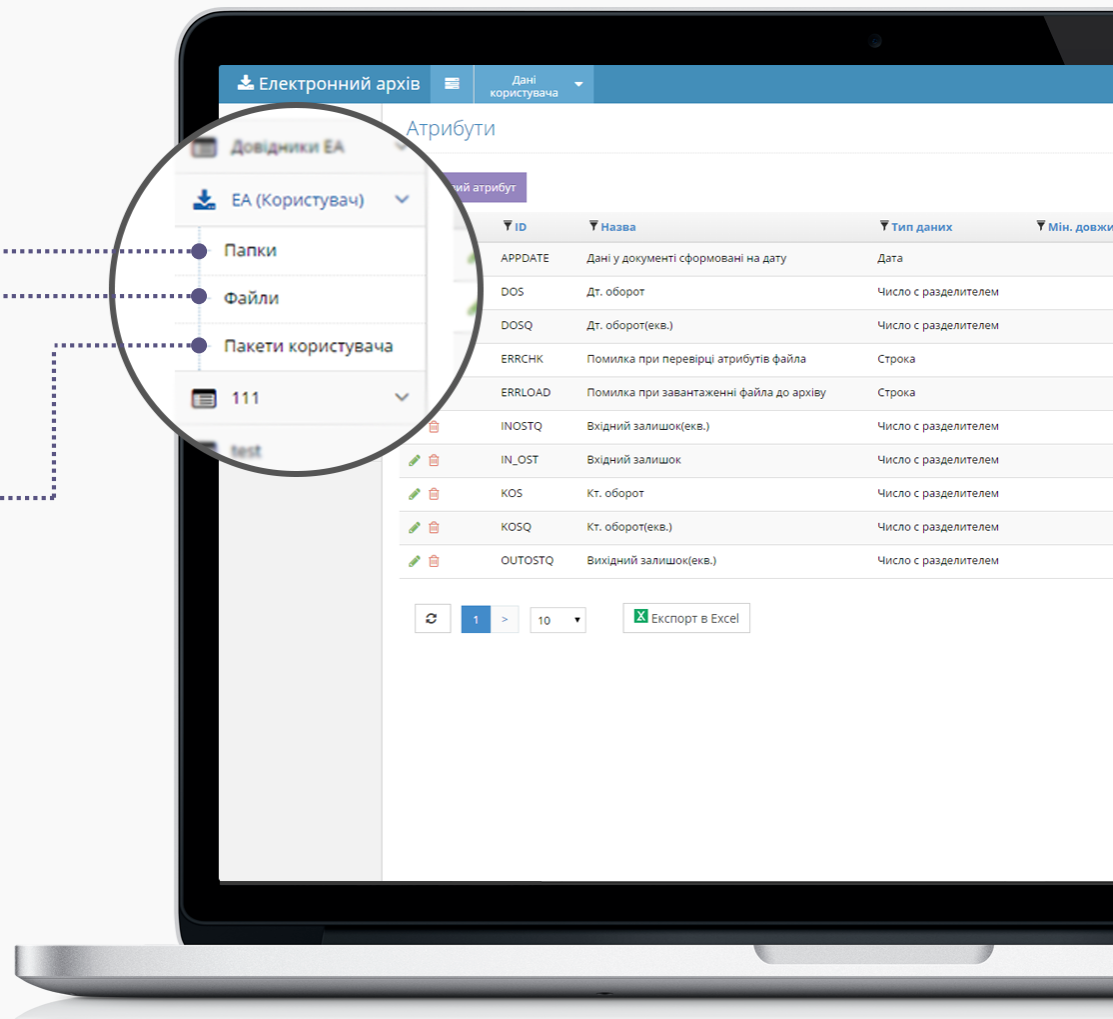 Електронний архів
Дані
користувача
Атрибути
Довідники ЕА
ЕА (Користувач)
Папки
Файли
Пакети користувача
111
test
атрибут
ID Назва Тип даних Мін.
APPDATE Дані у документі сформовані на дату Дата
DOS Дт. оборот Число с разделителем
DOSQ Дт. оборот(екв.) Число с разделителем
ERRCHK Помилка при перевірці атрибутів файла Строка
ERRLOAD Помилка при завантаженні файла до архіву Строка
INOSTQ Вхідний залишок(екв.) Число с разделителем
IN_OST Вхідний залишок Число с разделителем
KOS Кт. оборот Число с разделителем
KOSQ Кт. оборот(екв.) Число с разделителем
OUTOSTQ Вихідний залишок(екв.) Число с разделителем
1 > 10 Експорт в Excel